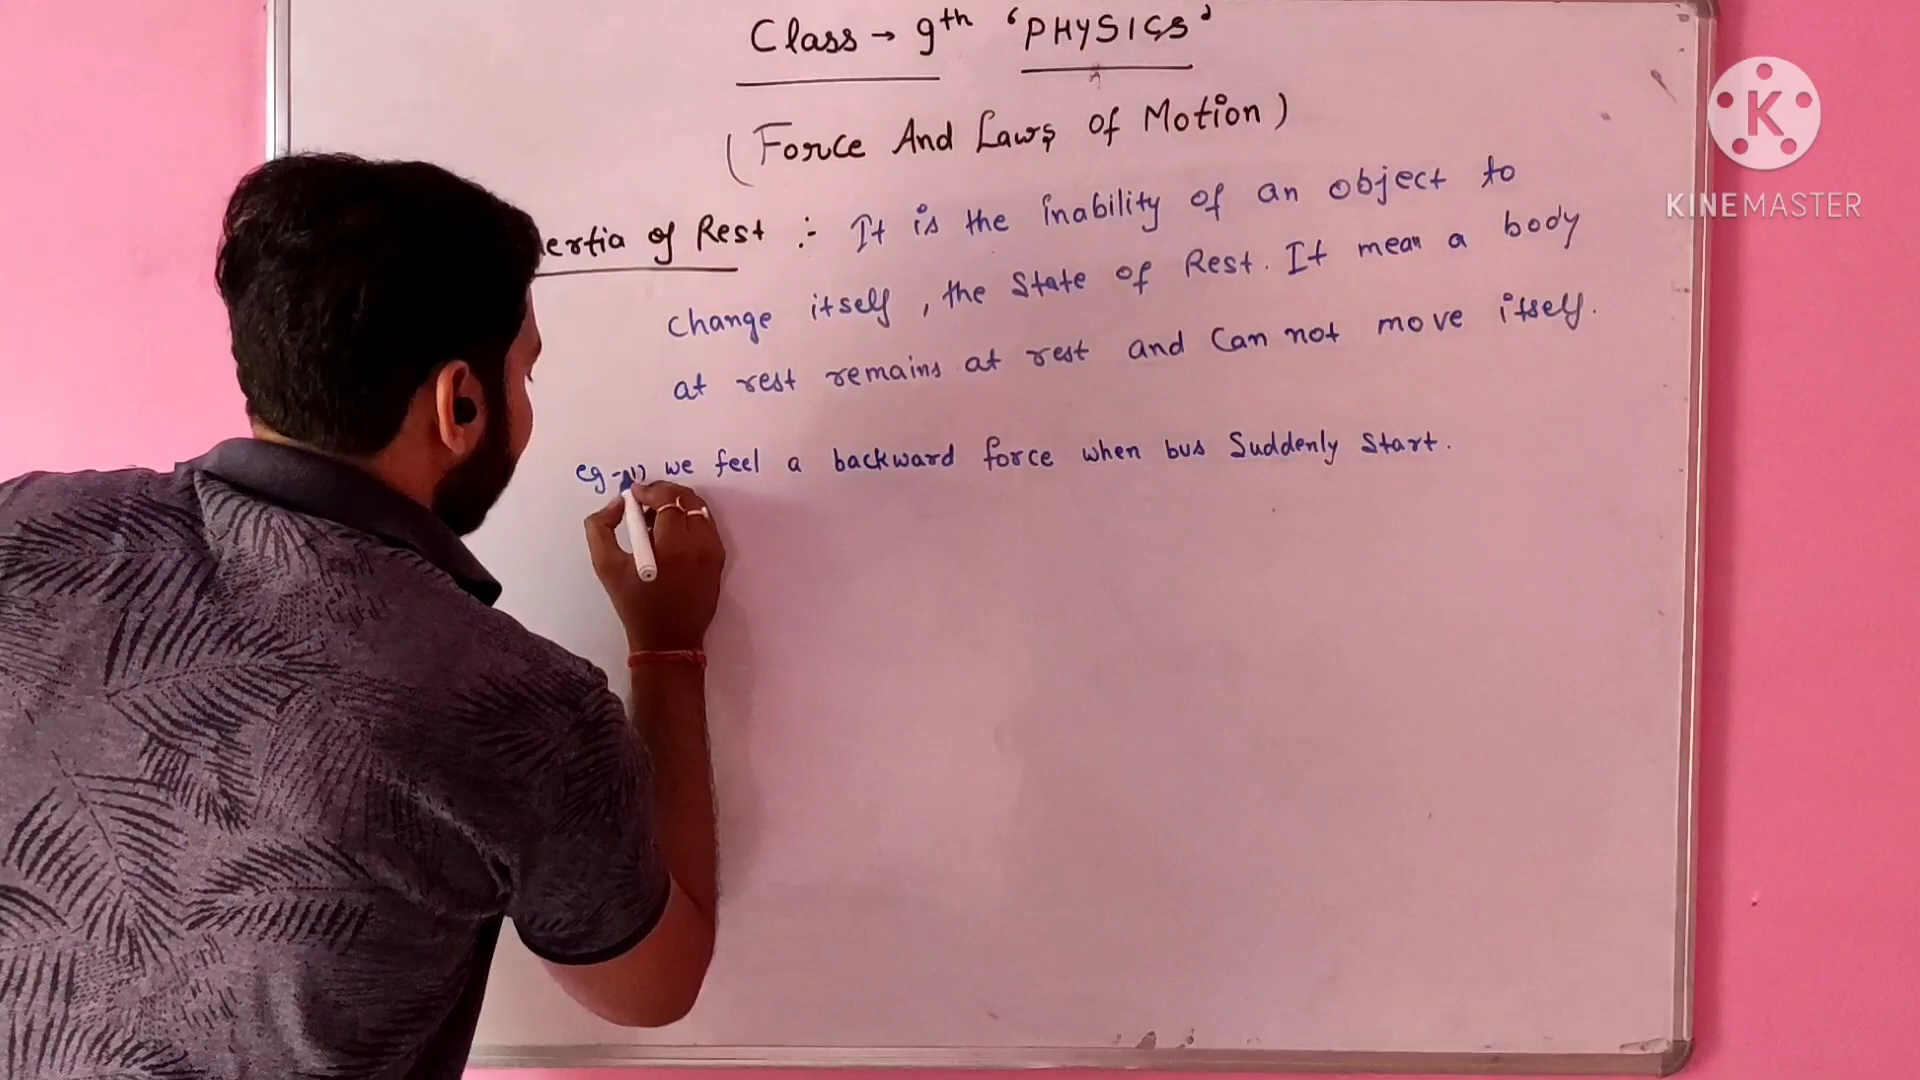 Class → 9th 'PHYSICS'
(Force And Laws of Motion)
ertia of Rest :- It is the inability of an object to
change itself, the State of Rest. It mean a body
at rest remains at rest and Can not move itself.
eg - (1) we feel a backward force when bus Suddenly Start.
K
KINEMASTER